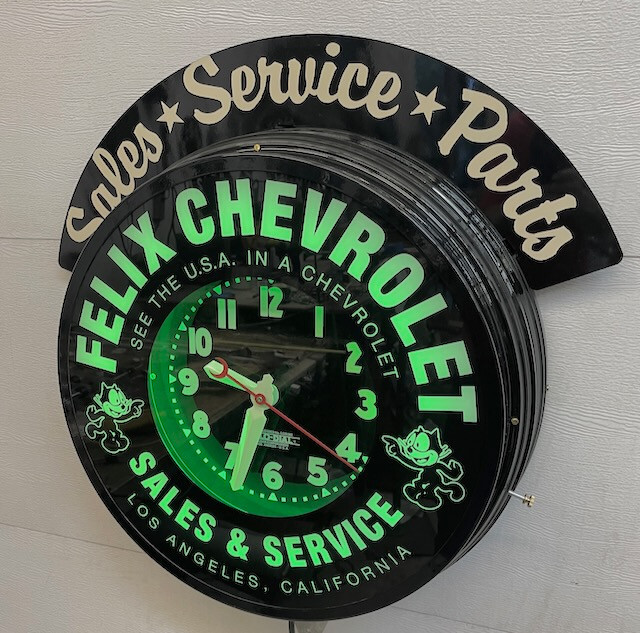 Sales ★ Service ★ Parts
FELIX CHEVROLET
SEE THE U.S.A. IN A CHEVROLET
12
1
2
3
4
5
6
7
8
9
10
11
SALES & SERVICE
LOS ANGELES, CALIFORNIA